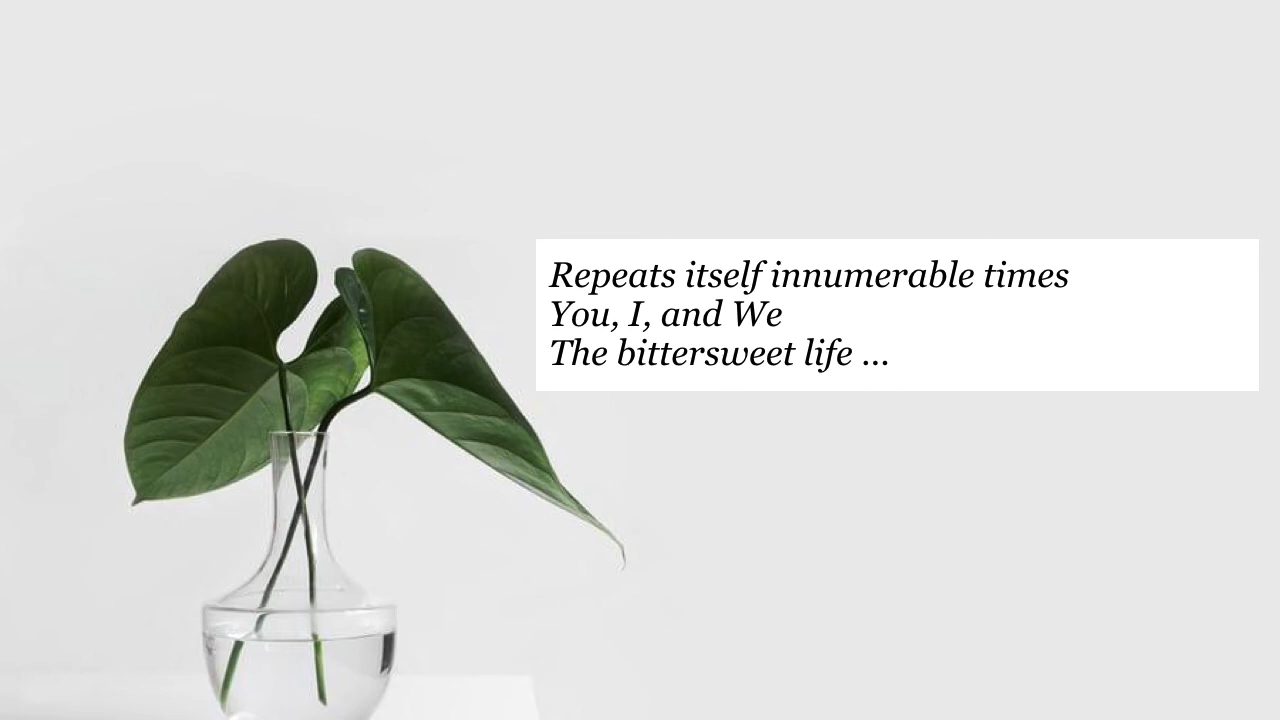 Repeats itself innumerable times
You, I, and We
The bittersweet life ...